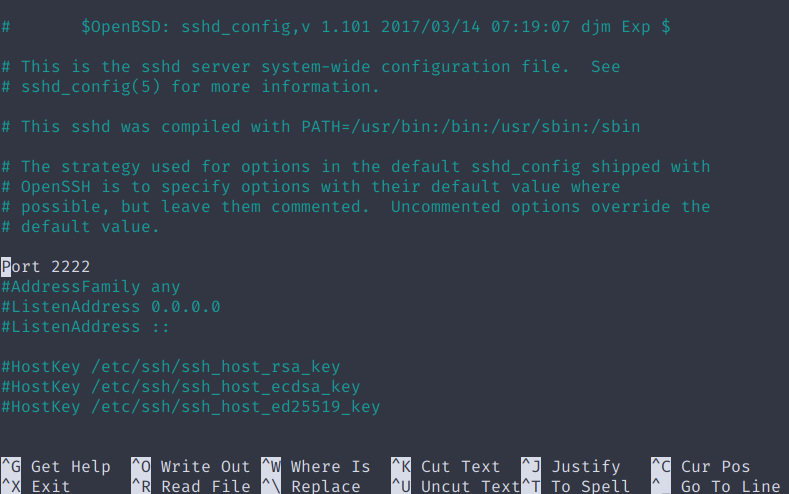 #       $OpenBSD: sshd_config,v 1.101 2017/03/14 07:19:07 djm Exp $
# This is the sshd server system-wide configuration file.  See
# sshd_config(5) for more information.
# This sshd was compiled with PATH=/usr/bin:/bin:/usr/sbin:/sbin
# The strategy used for options in the default sshd_config shipped with
# OpenSSH is to specify options with their default value where
# possible, but leave them commented.  Uncommented options override the
# default value.
Port 2222
#AddressFamily any
#ListenAddress 0.0.0.0
#ListenAddress ::
#HostKey /etc/ssh/ssh_host_rsa_key
#HostKey /etc/ssh/ssh_host_ecdsa_key
#HostKey /etc/ssh/ssh_host_ed25519_key
^G Get Help  ^O Write Out ^W Where Is  ^K Cut Text  ^J Justify   ^C Cur Pos
^X Exit      ^R Read File ^\ Replace   ^U Uncut Text^T To Spell  ^_ Go To Line